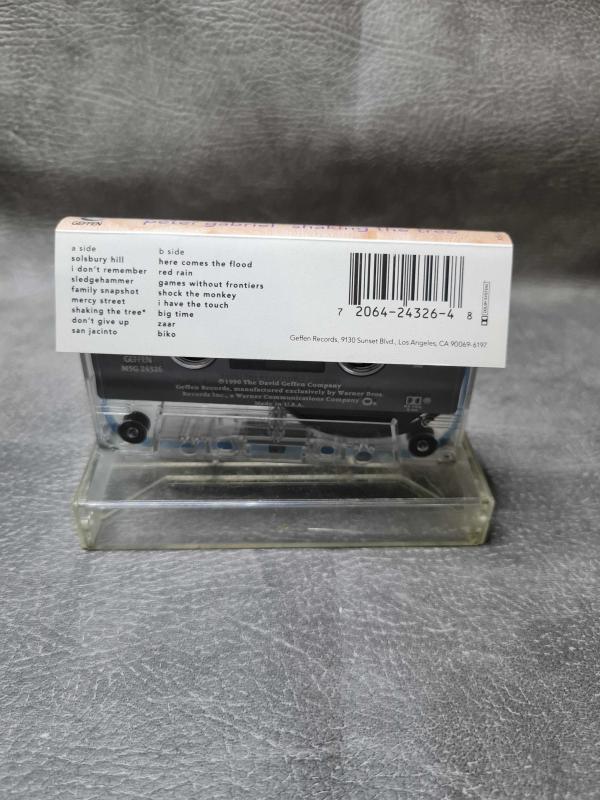 GEFFEN
peter gabriel shaking the tree
a side
solsbury hill
i don't remember
sledgehammer
family snapshot
mercy street
shaking the tree*
don't give up
san jacinto
b side
here comes the flood
red rain
games without frontiers
shock the monkey
i have the touch
big time
zaar
biko
7 2064-24326-4 8
DOLBY SYSTEM
Geffen Records, 9130 Sunset Blvd., Los Angeles, CA 90069-6197
GEFFEN
M5G 24326
℗1990 The David Geffen Company
Geffen Records, manufactured exclusively by Warner Bros.
Records Inc., a Warner Communications Company
Made in U.S.A.